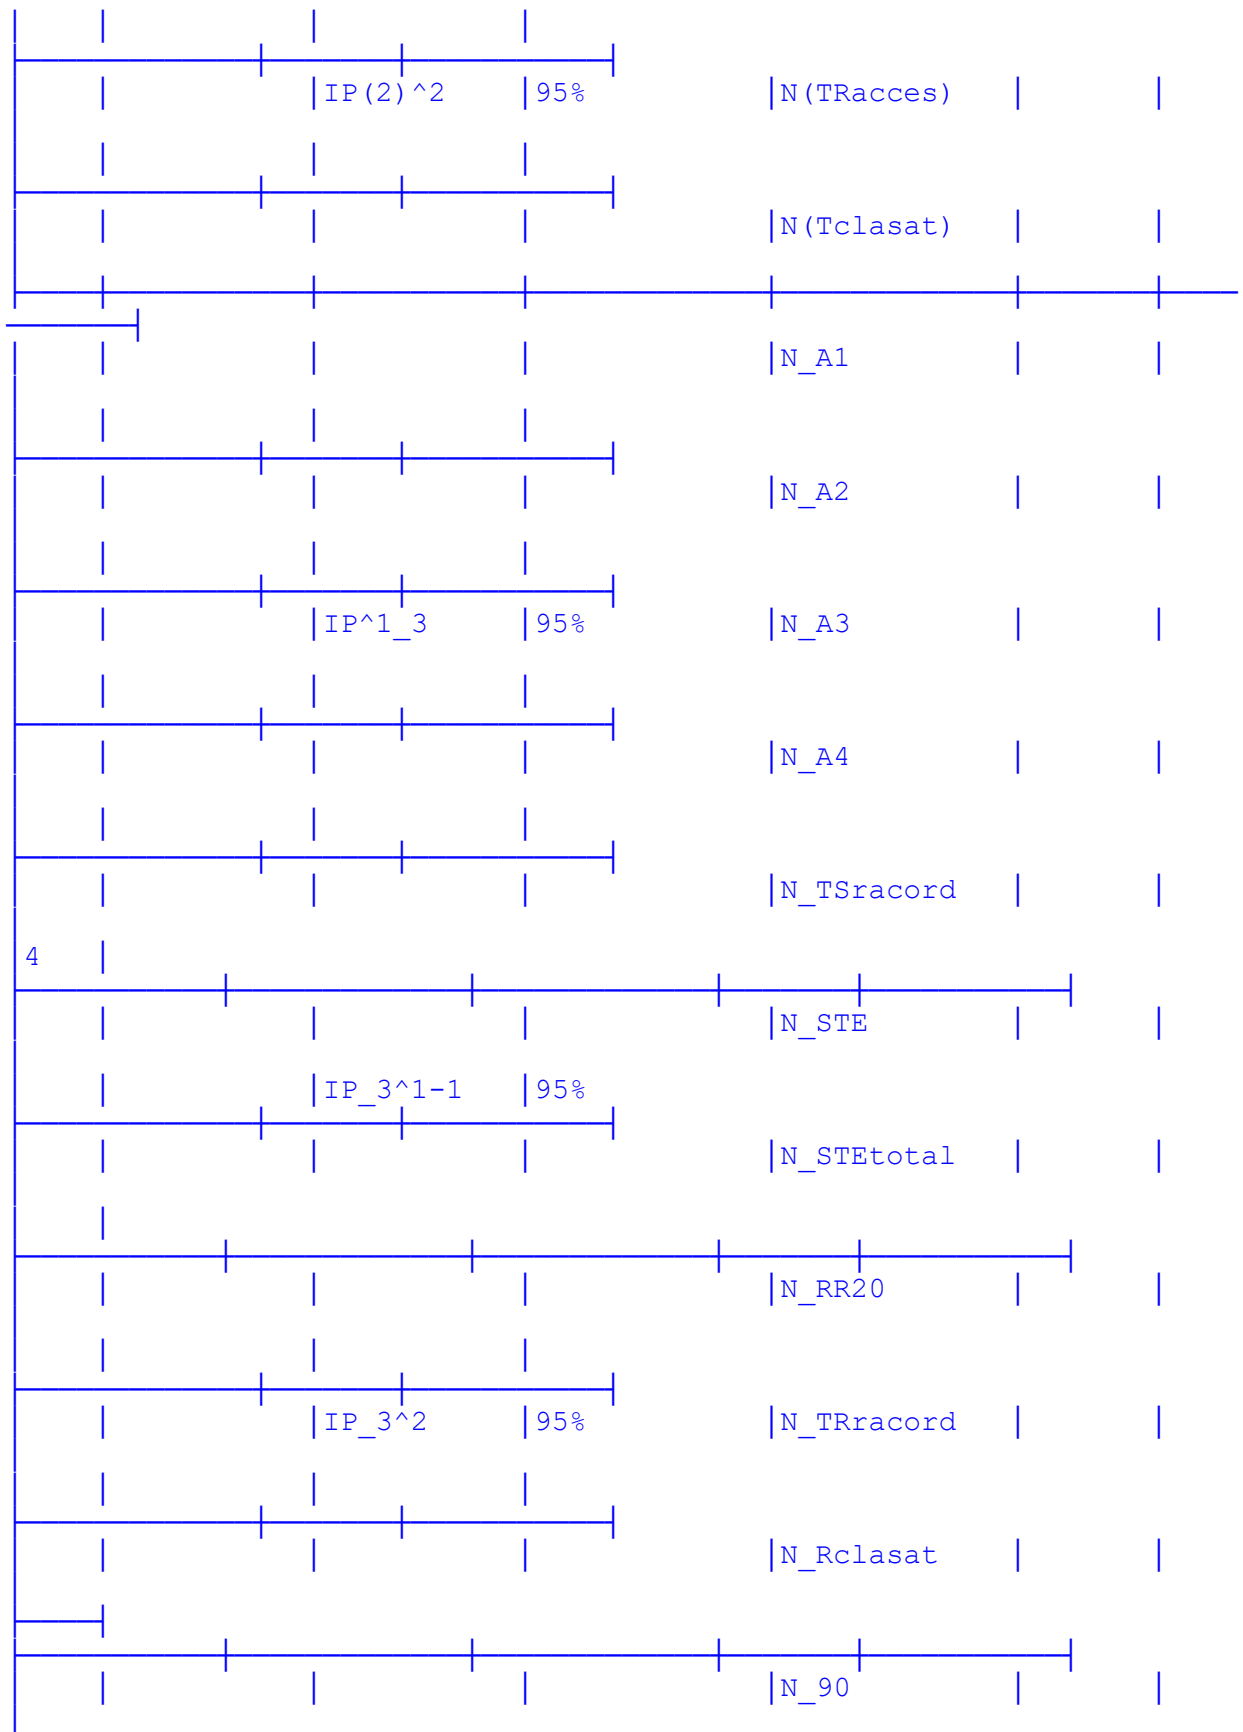 IP(2)^2 95% N(TRacces)
N(Tclasat)
N_A1
N_A2
IP^1_3 95% N_A3
N_A4
N_TSracord
4
N_STE
IP_3^1-1 95%
N_STEtotal
N_RR20
IP_3^2 95% N_TRracord
N_Rclasat
N_90